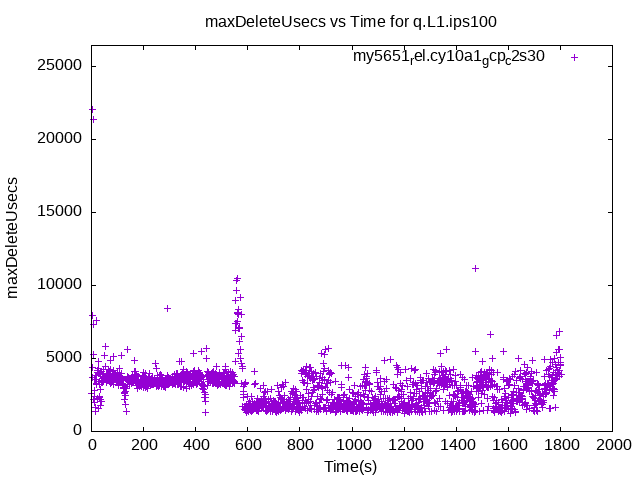 maxDeleteUsecs vs Time for q.L1.ips100
my5651rel.cy10a1gcpc2s30
25000
20000
15000
10000
5000
0
maxDeleteUsecs
0 200 400 600 800 1000 1200 1400 1600 1800 2000
Time(s)